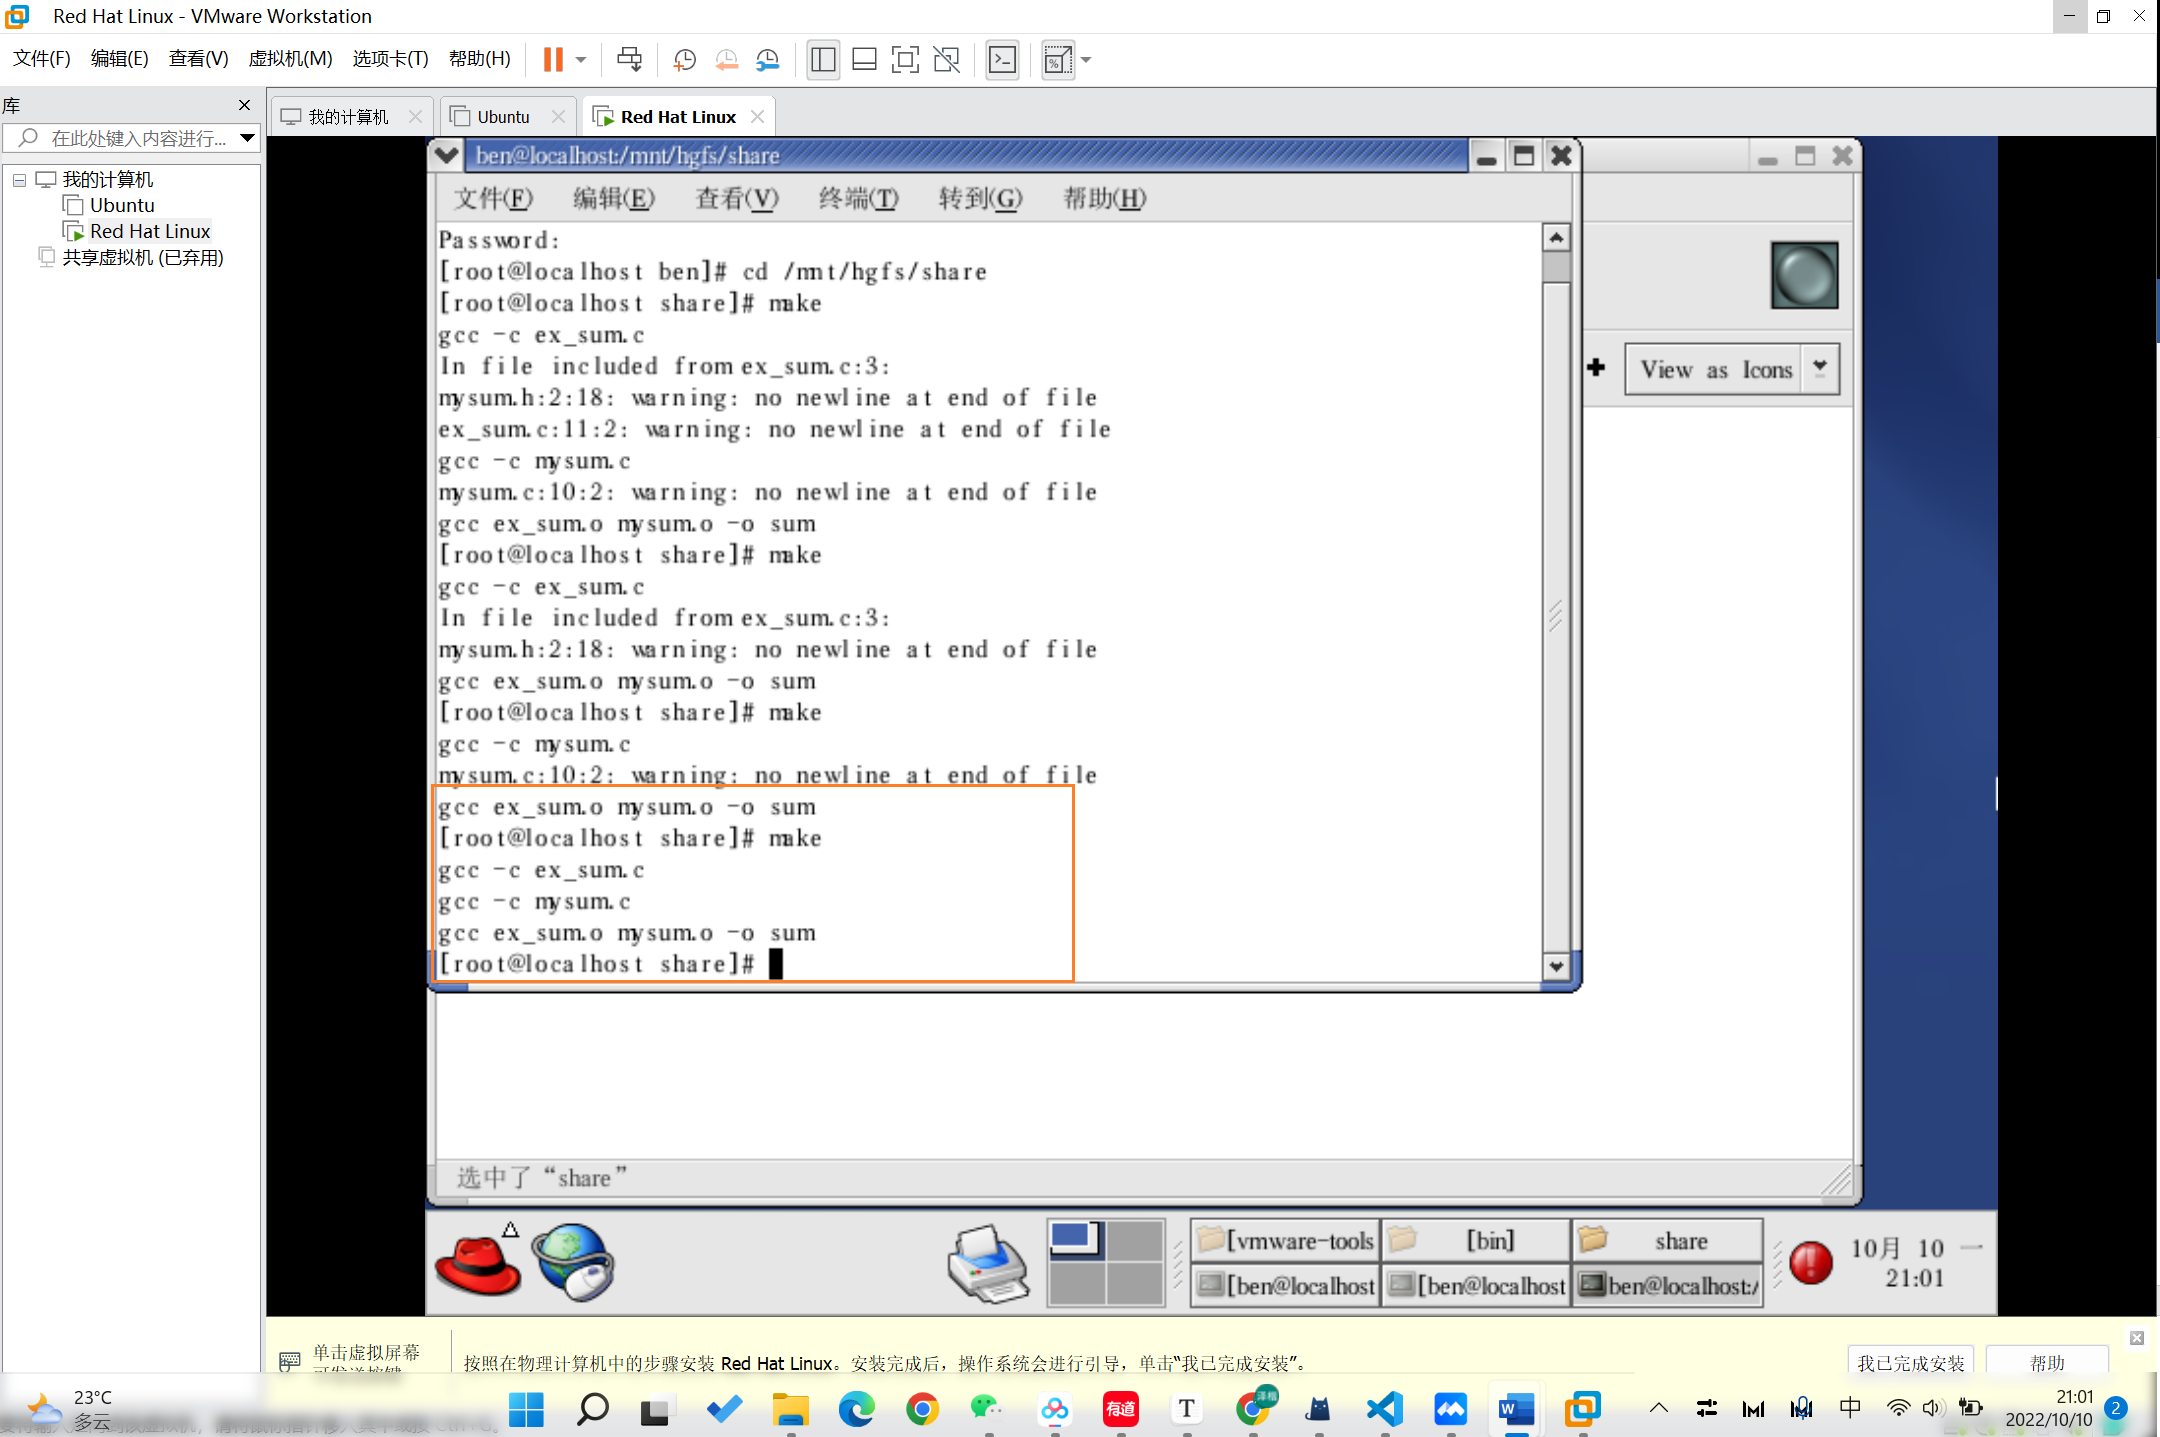 Red Hat Linux - VMware Workstation
文件(F) 编辑(E) 查看(V) 虚拟机(M) 选项卡(T) 帮助(H)
库
在此处键入内容进行...
我的计算机
Ubuntu
Red Hat Linux
共享虚拟机 (已弃用)
我的计算机 Ubuntu Red Hat Linux
ben@localhost:/mnt/hgfs/share
文件(F) 编辑(E) 查看(V) 终端(T) 转到(G) 帮助(H)
Password:
[root@localhost ben]# cd /mnt/hgfs/share
[root@localhost share]# make
gcc -c ex_sum.c
In file included from ex_sum.c:3:
mysum.h:2:18: warning: no newline at end of file
ex_sum.c:11:2: warning: no newline at end of file
gcc -c mysum.c
mysum.c:10:2: warning: no newline at end of file
gcc ex_sum.o mysum.o -o sum
[root@localhost share]# make
gcc -c ex_sum.c
In file included from ex_sum.c:3:
mysum.h:2:18: warning: no newline at end of file
gcc ex_sum.o mysum.o -o sum
[root@localhost share]# make
gcc -c mysum.c
mysum.c:10:2: warning: no newline at end of file
gcc ex_sum.o mysum.o -o sum
[root@localhost share]# make
gcc -c ex_sum.c
gcc -c mysum.c
gcc ex_sum.o mysum.o -o sum
[root@localhost share]#
View as Icons
选中了 “share”
[vmware-tools [bin] share
[ben@localhost [ben@localhost ben@localhost:/
10月 10 一
21:01
单击虚拟屏幕
按照在物理计算机中的步骤安装 Red Hat Linux。安装完成后，操作系统会进行引导，单击“我已完成安装”。
我已完成安装 帮助
23°C
多云
有道
T
中
21:01
2022/10/10
2